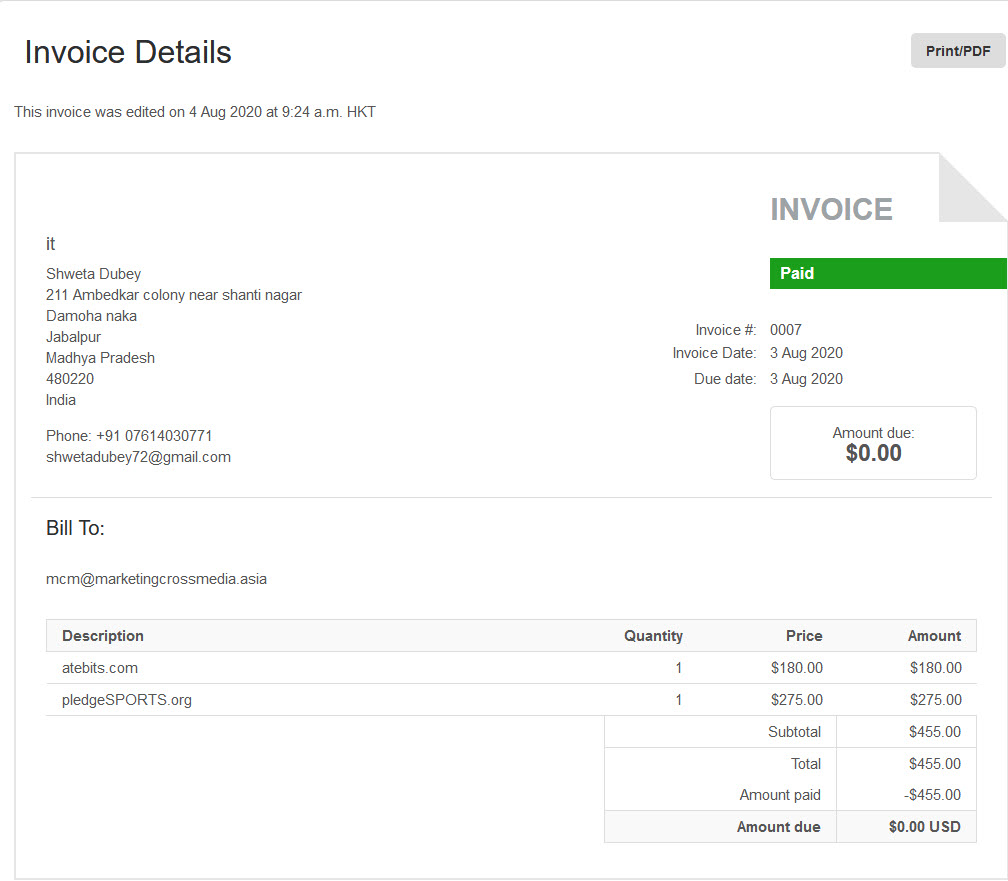 Invoice Details
Print/PDF
This invoice was edited on 4 Aug 2020 at 9:24 a.m. HKT
INVOICE
it
Shweta Dubey
211 Ambedkar colony near shanti nagar
Damoha naka
Jabalpur
Madhya Pradesh
480220
India
Phone: +91 07614030771
shwetadubey72@gmail.com
Paid
Invoice #: 0007
Invoice Date: 3 Aug 2020
Due date: 3 Aug 2020
Amount due:
$0.00
Bill To:
mcm@marketingcrossmedia.asia
Description Quantity Price Amount
atebits.com 1 $180.00 $180.00
pledgeSPORTS.org 1 $275.00 $275.00
Subtotal $455.00
Total $455.00
Amount paid -$455.00
Amount due $0.00 USD